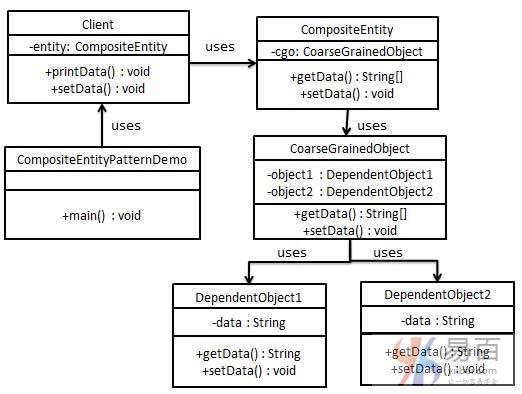 Client
-entity: CompositeEntity
+printData() : void
+setData() : void
uses
CompositeEntity
-cgo: CoarseGrainedObject
+getData() : String[]
+setData() : void
uses
uses
CompositeEntityPatternDemo
+main() : void
CoarseGrainedObject
-object1 : DependentObject1
-object2 : DependentObject2
+getData() : String[]
+setData() : void
uses
uses
DependentObject1
-data : String
+getData() : String
+setData() : void
DependentObject2
-data : String
+getData() : String
+setData() : void
易百